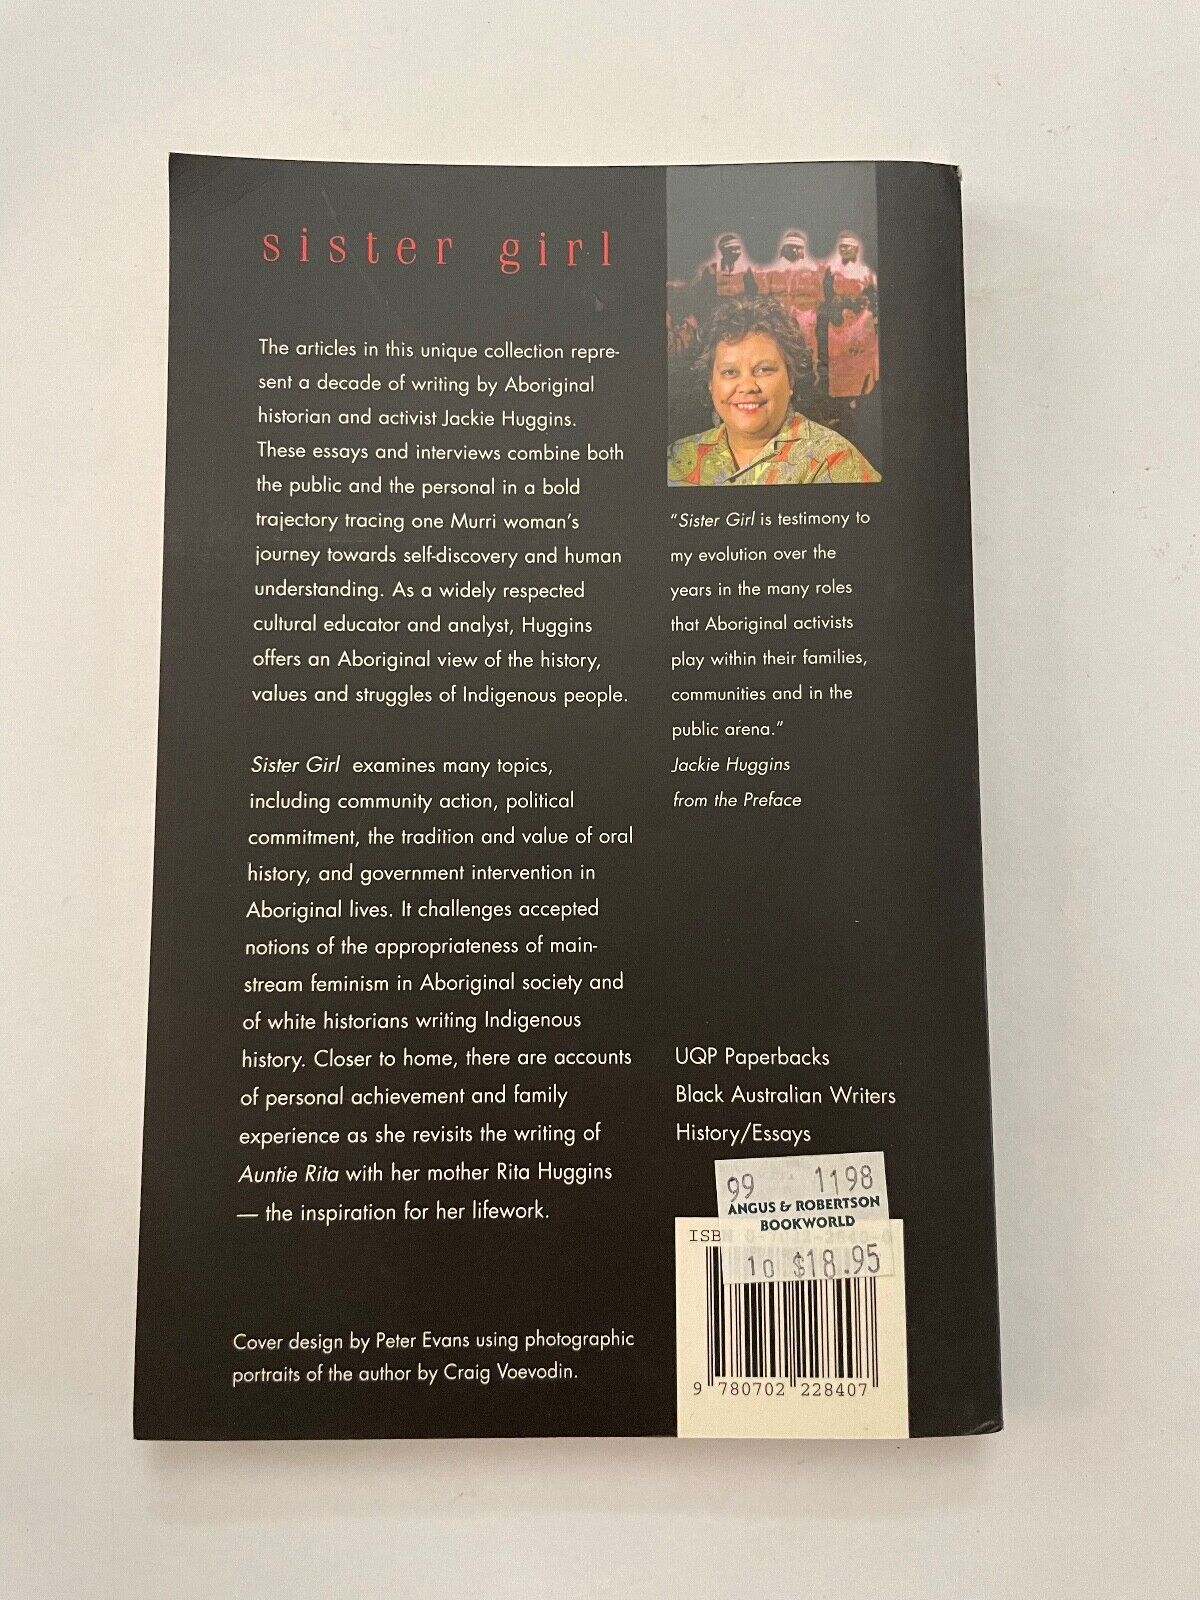 sister girl
The articles in this unique collection repre-
sent a decade of writing by Aboriginal
historian and activist Jackie Huggins.
These essays and interviews combine both
the public and the personal in a bold
trajectory tracing one Murri woman's
journey towards self-discovery and human
understanding. As a widely respected
cultural educator and analyst, Huggins
offers an Aboriginal view of the history,
values and struggles of Indigenous people.
Sister Girl examines many topics,
including community action, political
commitment, the tradition and value of oral
history, and government intervention in
Aboriginal lives. It challenges accepted
notions of the appropriateness of main-
stream feminism in Aboriginal society and
of white historians writing Indigenous
history. Closer to home, there are accounts
of personal achievement and family
experience as she revisits the writing of
Auntie Rita with her mother Rita Huggins
— the inspiration for her lifework.
Cover design by Peter Evans using photographic
portraits of the author by Craig Voevodin.
"Sister Girl is testimony to
my evolution over the
years in the many roles
that Aboriginal activists
play within their families,
communities and in the
public arena."
Jackie Huggins
from the Preface
UQP Paperbacks
Black Australian Writers
History/Essays
99 1198
ANGUS & ROBERTSON
BOOKWORLD
10 $18.95
ISBN
9 780702 228407